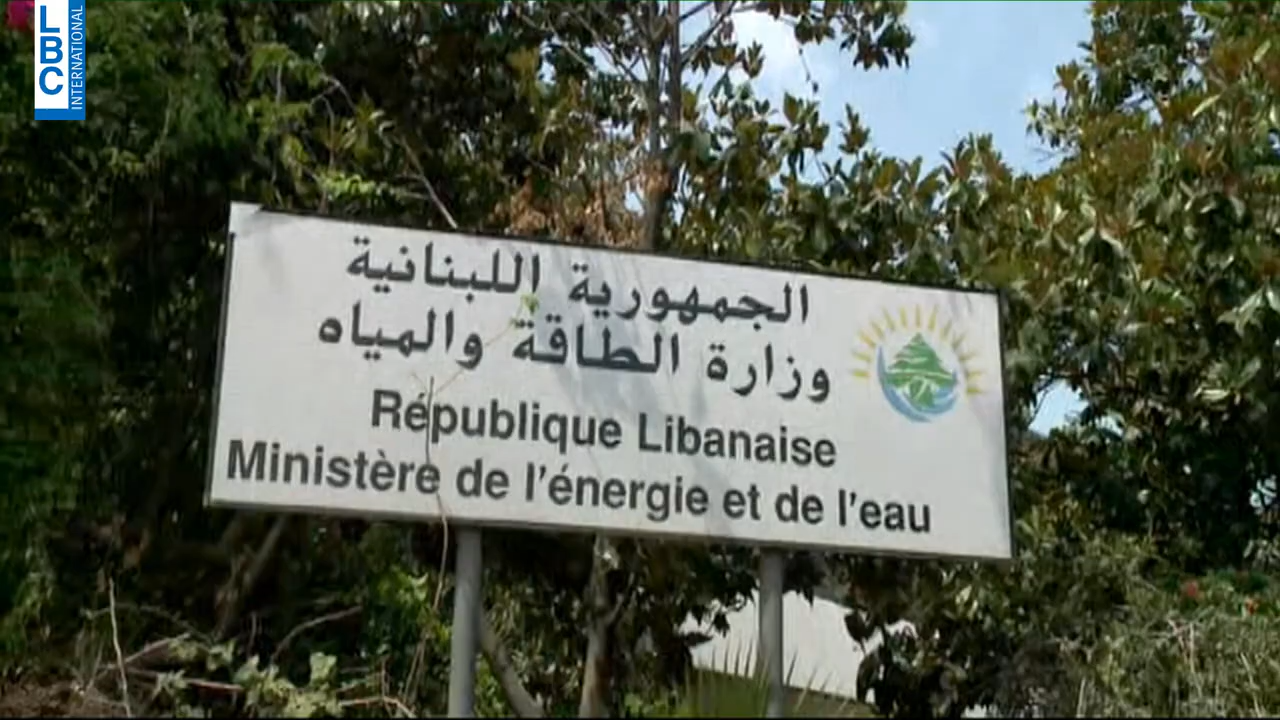 LBC
INTERNATIONAL
الجمهورية اللبنانية
وزارة الطاقة والمياه
République Libanaise
Ministère de l'énergie et de l'eau